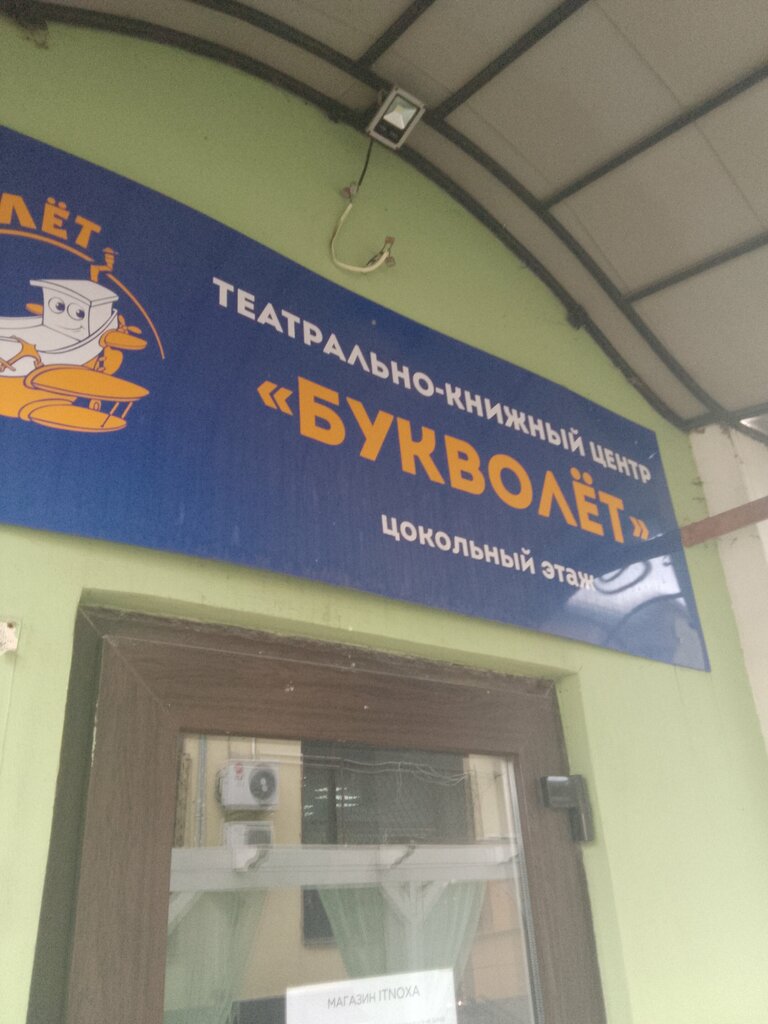 ЛЁТ
ТЕАТРАЛЬНО-КНИЖНЫЙ ЦЕНТР
«БУКВОЛЁТ»
цокольный этаж
МАГАЗИН ITNOXA